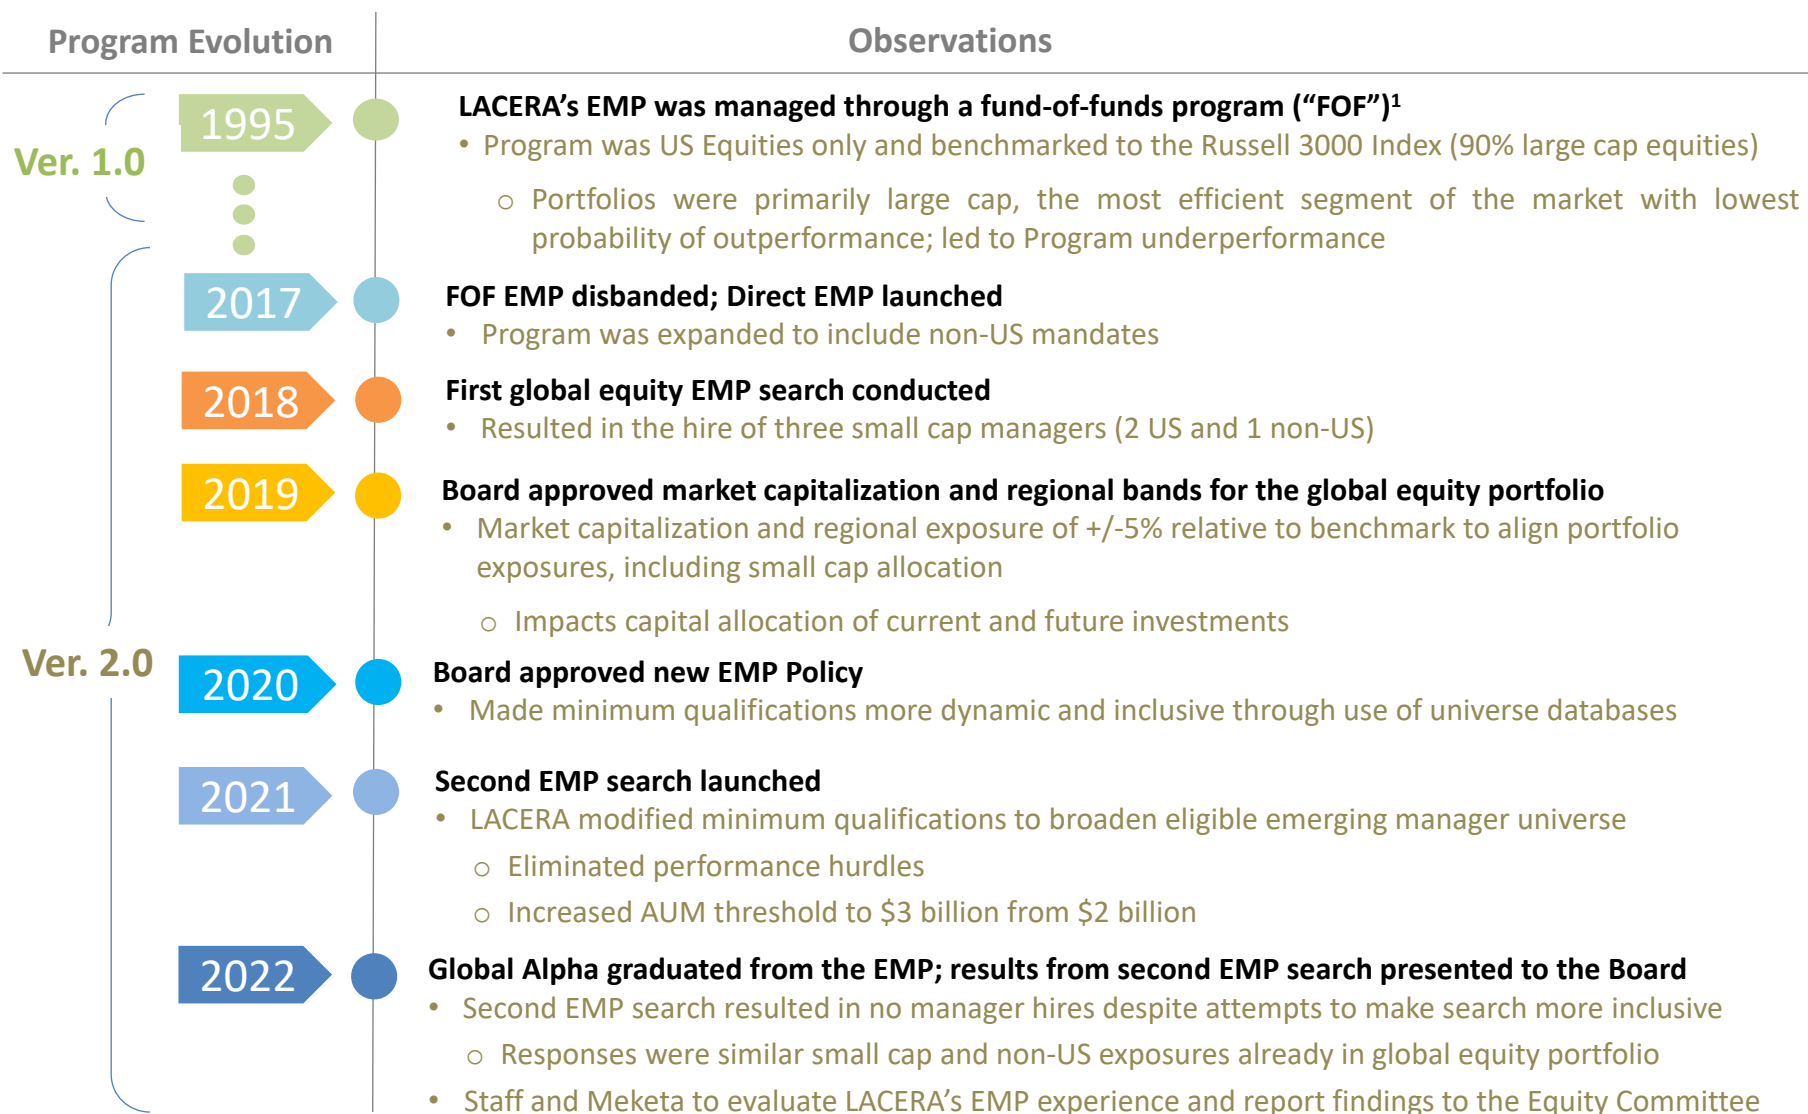 Program Evolution
Observations
Ver. 1.0
1995
LACERA’s EMP was managed through a fund-of-funds program (“FOF”)¹
• Program was US Equities only and benchmarked to the Russell 3000 Index (90% large cap equities)
o Portfolios were primarily large cap, the most efficient segment of the market with lowest
probability of outperformance; led to Program underperformance
Ver. 2.0
2017
FOF EMP disbanded; Direct EMP launched
• Program was expanded to include non-US mandates
2018
First global equity EMP search conducted
• Resulted in the hire of three small cap managers (2 US and 1 non-US)
2019
Board approved market capitalization and regional bands for the global equity portfolio
• Market capitalization and regional exposure of +/-5% relative to benchmark to align portfolio
exposures, including small cap allocation
o Impacts capital allocation of current and future investments
2020
Board approved new EMP Policy
• Made minimum qualifications more dynamic and inclusive through use of universe databases
2021
Second EMP search launched
• LACERA modified minimum qualifications to broaden eligible emerging manager universe
o Eliminated performance hurdles
o Increased AUM threshold to $3 billion from $2 billion
2022
Global Alpha graduated from the EMP; results from second EMP search presented to the Board
• Second EMP search resulted in no manager hires despite attempts to make search more inclusive
o Responses were similar small cap and non-US exposures already in global equity portfolio
• Staff and Meketa to evaluate LACERA’s EMP experience and report findings to the Equity Committee